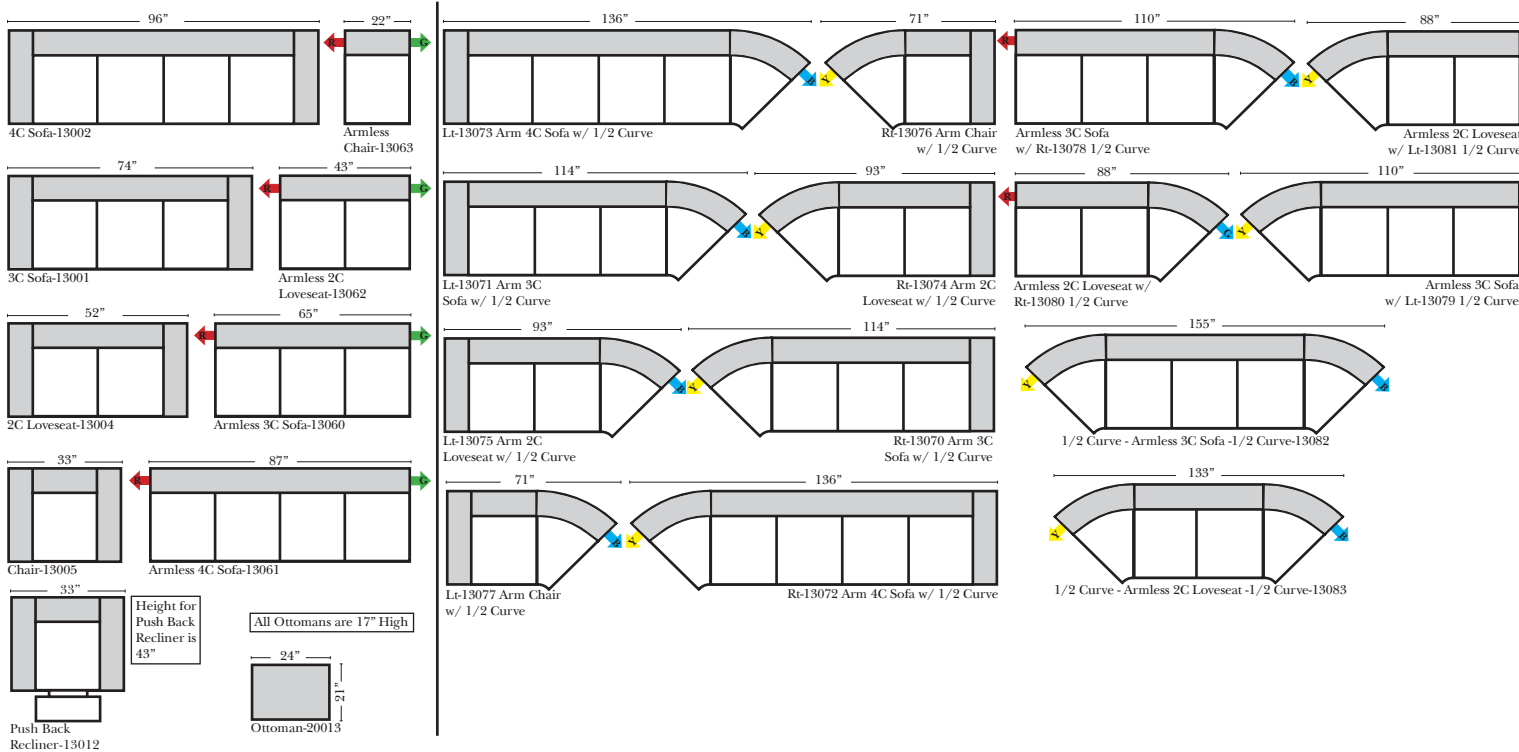 96”
22”
R
G
4C Sofa-13002
Armless
Chair-13063
74”
43”
R
G
3C Sofa-13001
Armless 2C
Loveseat-13062
52”
65”
R
G
2C Loveseat-13004
Armless 3C Sofa-13060
33”
87”
R
G
Chair-13005
Armless 4C Sofa-13061
33”
Height for
Push Back
Recliner is
43”
Push Back
Recliner-13012
All Ottomans are 17” High
24”
21”
Ottoman-20013
136”
71”
B
Y
Lt-13073 Arm 4C Sofa w/ 1/2 Curve
Rt-13076 Arm Chair
w/ 1/2 Curve
110”
88”
R
B
Y
Armless 3C Sofa
w/ Rt-13078 1/2 Curve
Armless 2C Loveseat
w/ Lt-13081 1/2 Curve
114”
93”
B
Y
Lt-13071 Arm 3C
Sofa w/ 1/2 Curve
Rt-13074 Arm 2C
Loveseat w/ 1/2 Curve
88”
110”
R
Y
Armless 2C Loveseat w/
Rt-13080 1/2 Curve
Armless 3C Sofa
w/ Lt-13079 1/2 Curve
93”
114”
B
Y
Lt-13075 Arm 2C
Loveseat w/ 1/2 Curve
Rt-13070 Arm 3C
Sofa w/ 1/2 Curve
155”
Y
B
1/2 Curve - Armless 3C Sofa -1/2 Curve-13082
71”
136”
B
Y
Lt-13077 Arm Chair
w/ 1/2 Curve
Rt-13072 Arm 4C Sofa w/ 1/2 Curve
133”
Y
B
1/2 Curve - Armless 2C Loveseat -1/2 Curve-13083